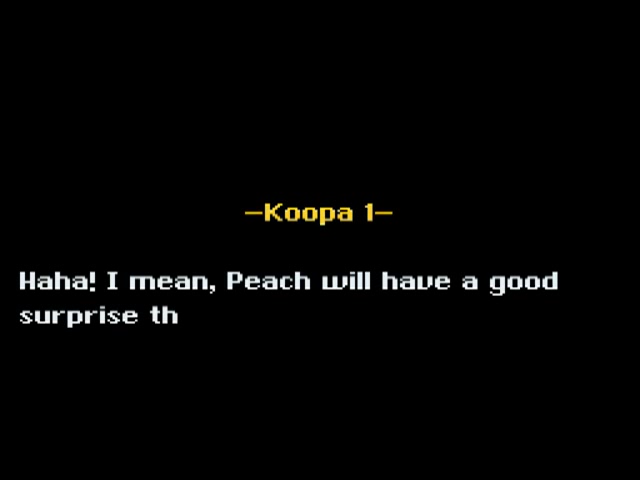 —Koopa 1—
Haha! I mean, Peach will have a good
surprise th